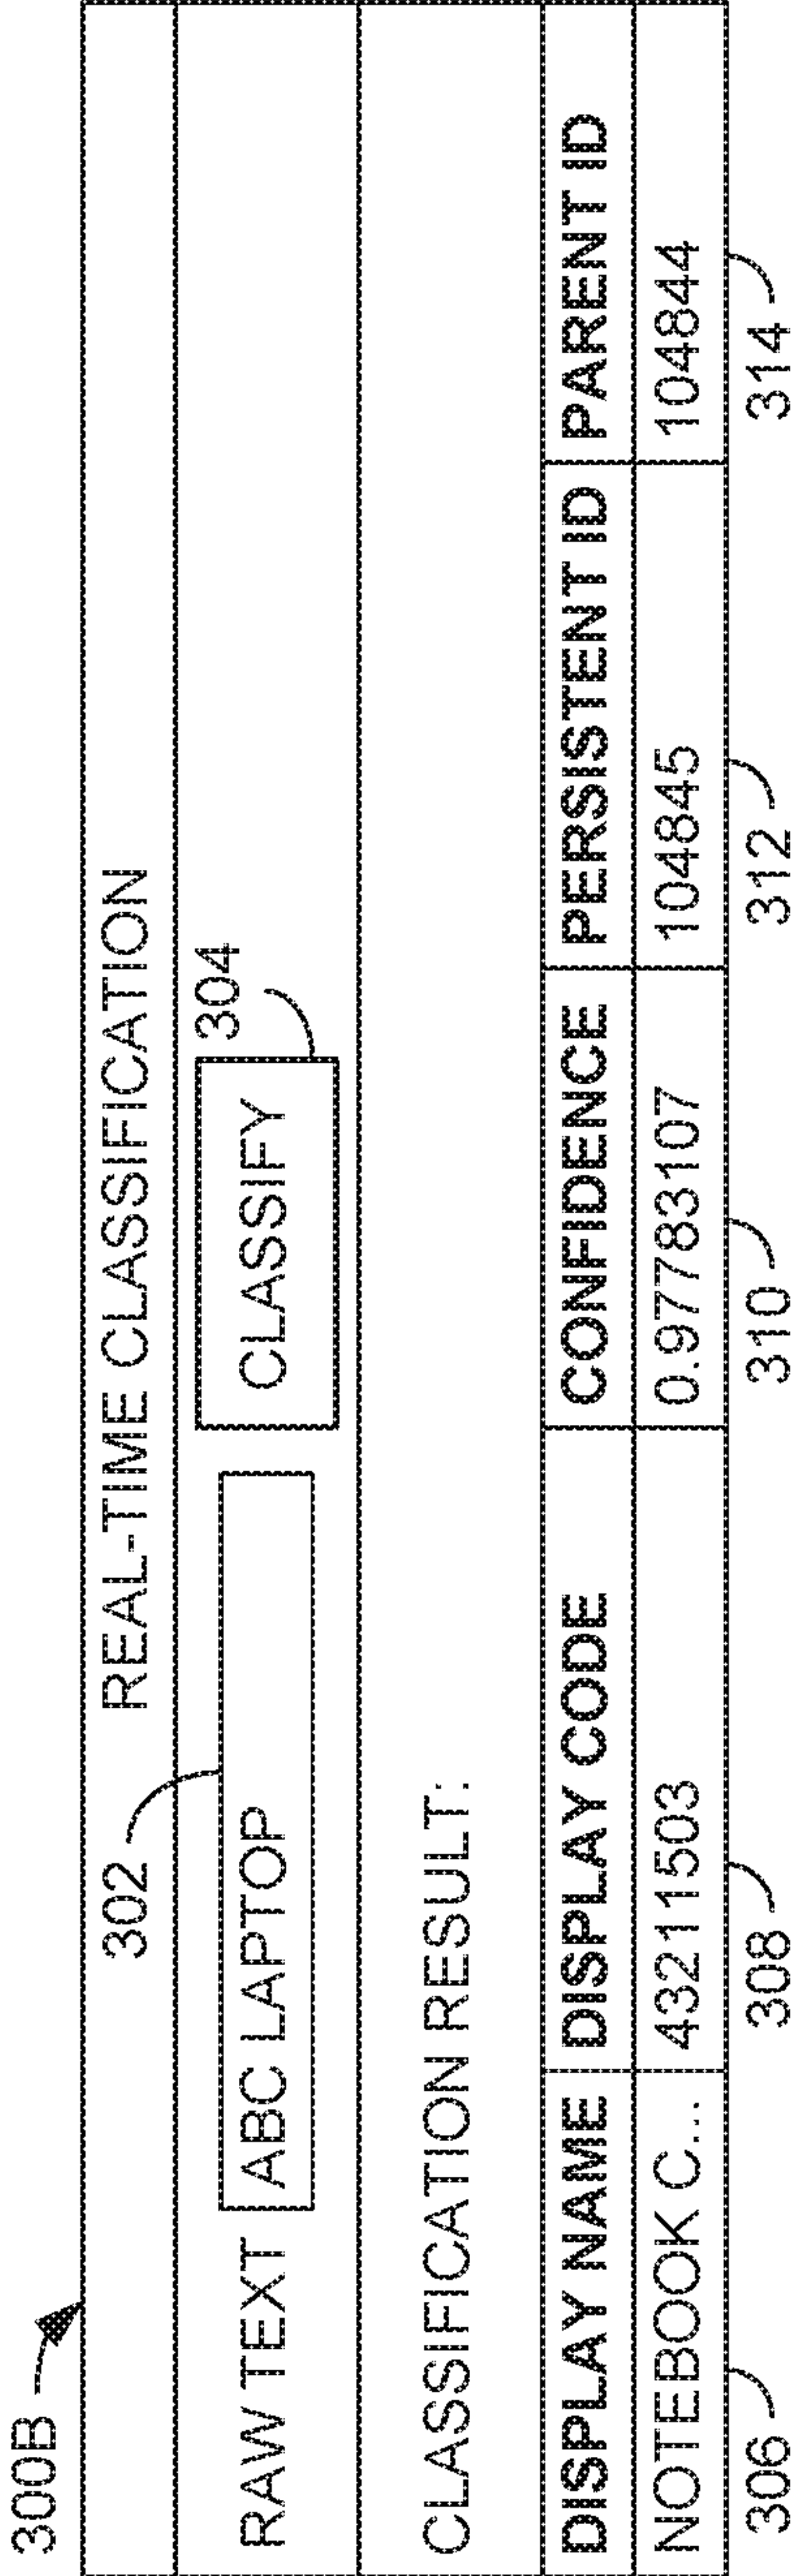 300B
REAL-TIME CLASSIFICATION
302
RAW TEXT ABC LAPTOP CLASSIFY 304
CLASSIFICATION RESULT:
DISPLAY NAME DISPLAY CODE CONFIDENCE PERSISTENT ID PARENT ID
NOTEBOOK C... 43211503 0.97783107 104845 104844
306 308 310 312 314